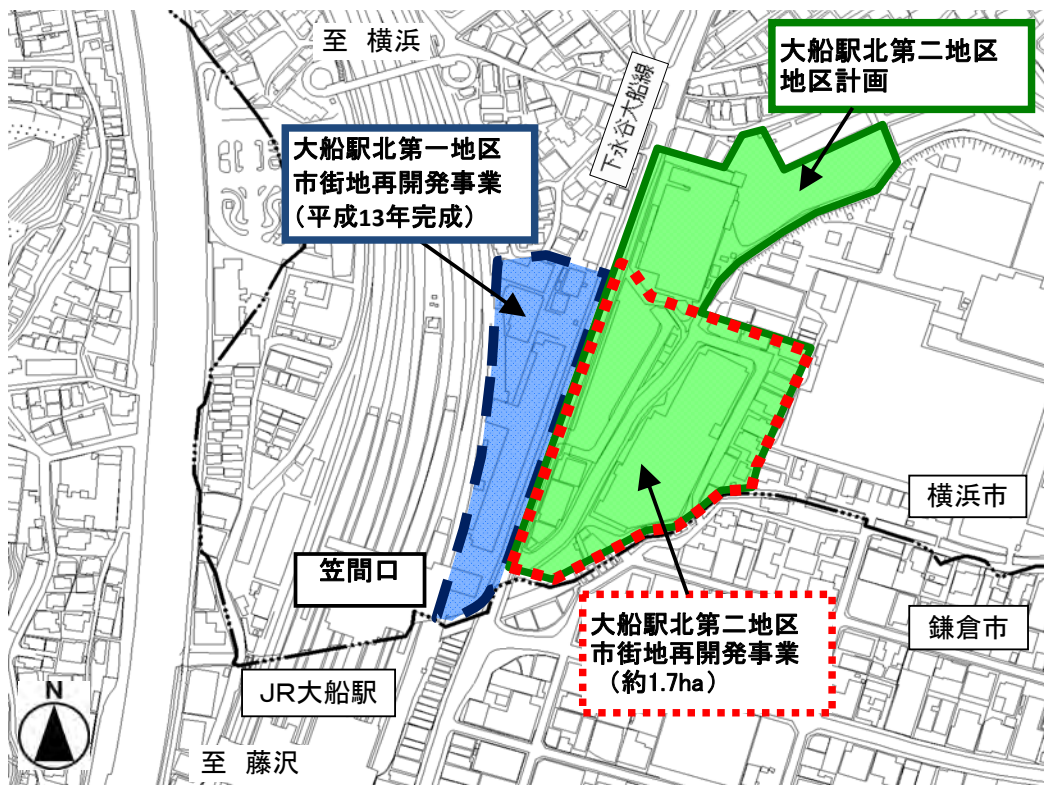 至 横浜
大船駅北第二地区
地区計画
下永谷大船線
大船駅北第一地区
市街地再開発事業
（平成13年完成）
横浜市
笠間口
大船駅北第二地区
市街地再開発事業
（約1.7ha）
鎌倉市
JR大船駅
N
至 藤沢